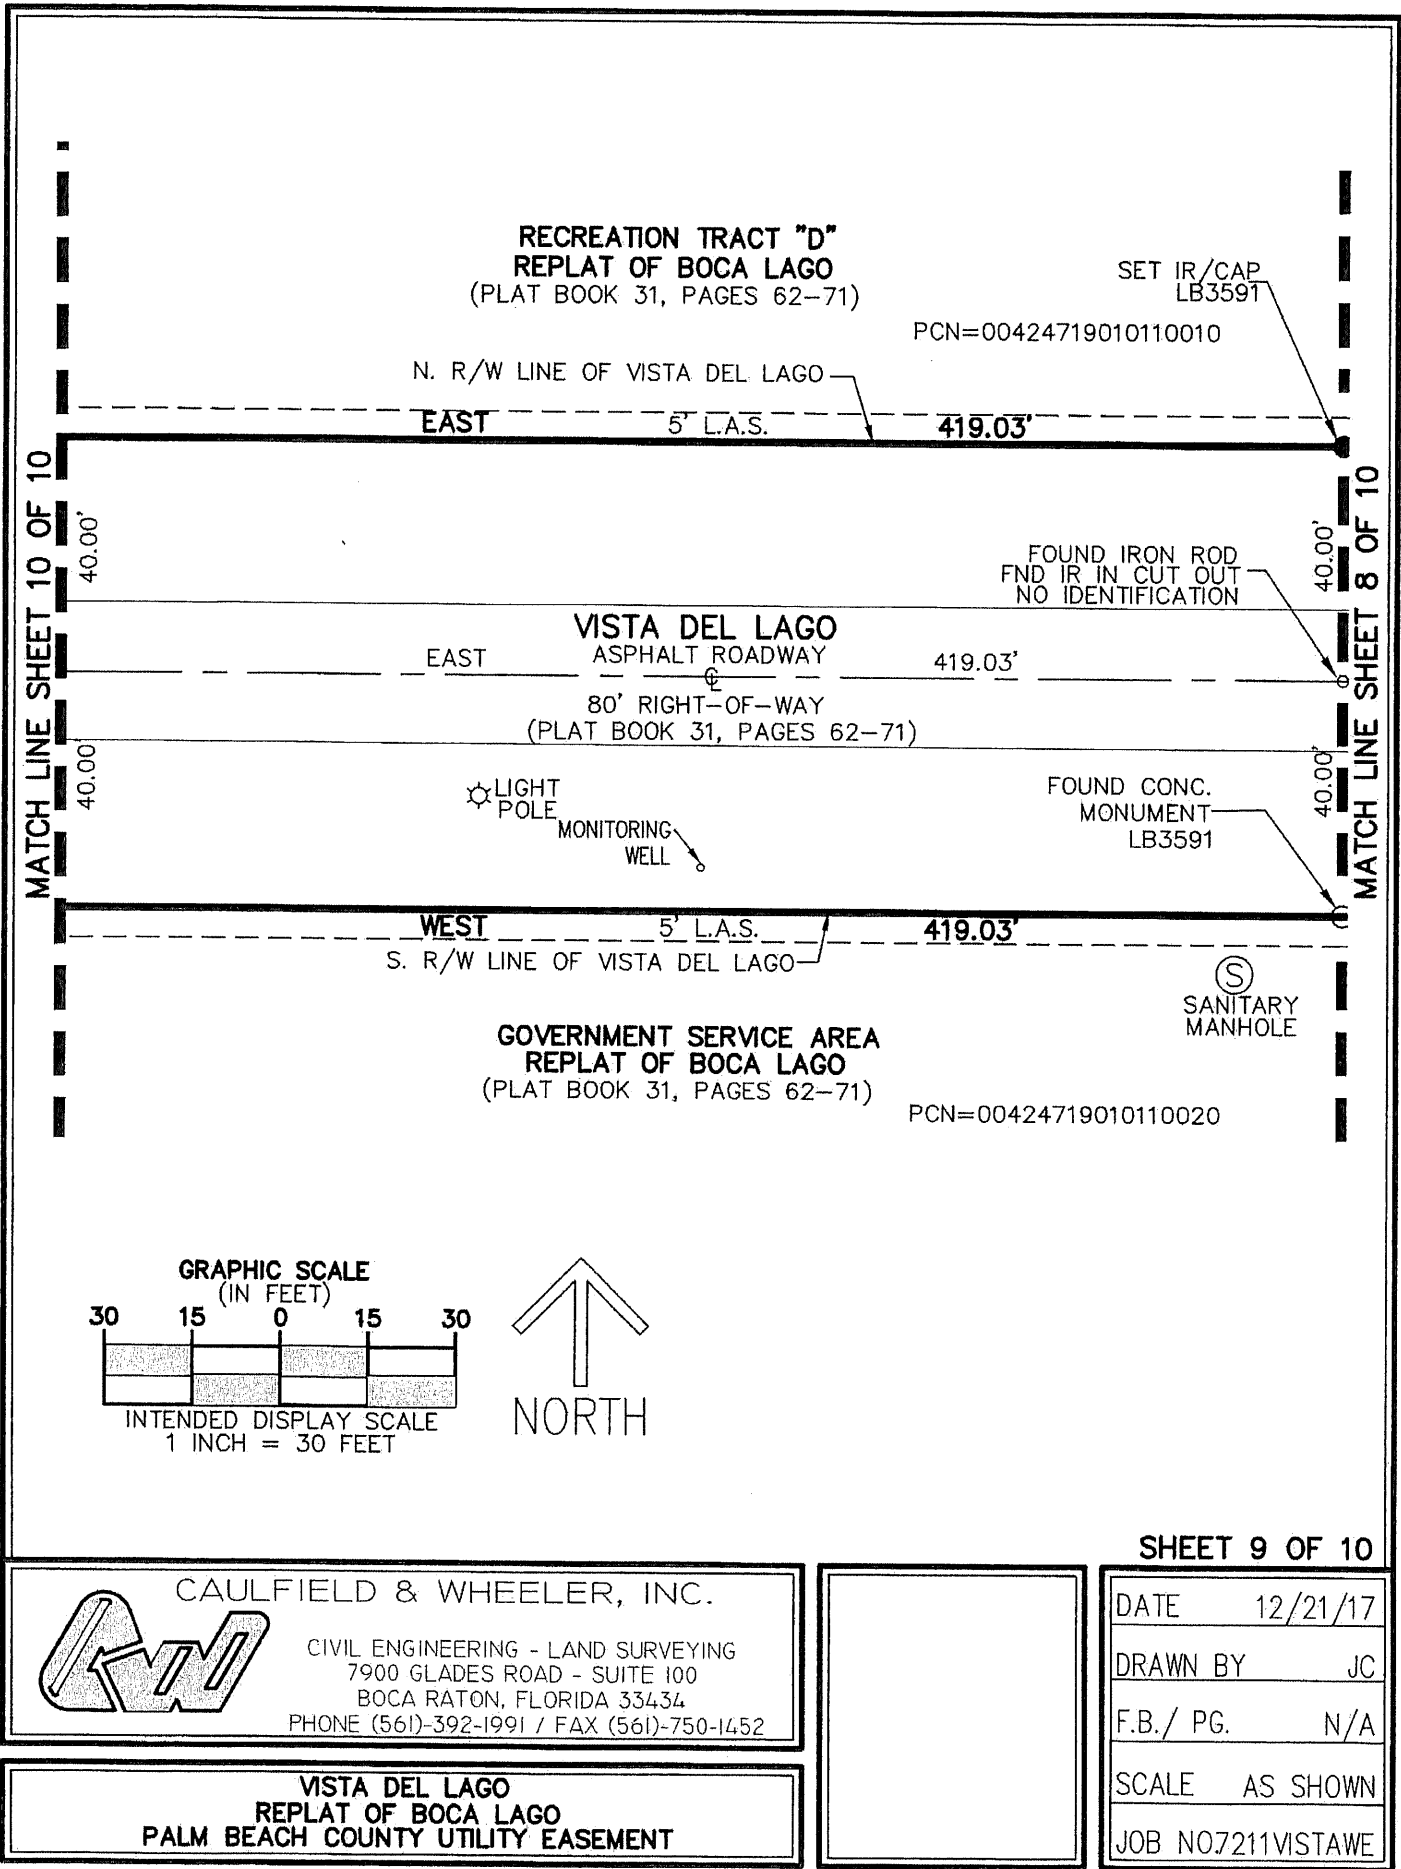 RECREATION TRACT "D"
REPLAT OF BOCA LAGO
(PLAT BOOK 31, PAGES 62-71)
SET IR/CAP
LB3591
PCN=00424719010110010
N. R/W LINE OF VISTA DEL LAGO
EAST 5' L.A.S. 419.03'
MATCH LINE SHEET 10 OF 10
40.00'
40.00'
MATCH LINE SHEET 8 OF 10
FOUND IRON ROD
FND IR IN CUT OUT
NO IDENTIFICATION
VISTA DEL LAGO
EAST ASPHALT ROADWAY 419.03'
℄
80' RIGHT-OF-WAY
(PLAT BOOK 31, PAGES 62-71)
40.00'
40.00'
LIGHT
POLE
MONITORING
WELL
FOUND CONC.
MONUMENT
LB3591
WEST 5' L.A.S. 419.03'
S. R/W LINE OF VISTA DEL LAGO
S
SANITARY
MANHOLE
GOVERNMENT SERVICE AREA
REPLAT OF BOCA LAGO
(PLAT BOOK 31, PAGES 62-71)
PCN=00424719010110020
GRAPHIC SCALE
(IN FEET)
30 15 0 15 30
INTENDED DISPLAY SCALE
1 INCH = 30 FEET
NORTH
SHEET 9 OF 10
CAULFIELD & WHEELER, INC.
CIVIL ENGINEERING - LAND SURVEYING
7900 GLADES ROAD - SUITE 100
BOCA RATON, FLORIDA 33434
PHONE (561)-392-1991 / FAX (561)-750-1452
VISTA DEL LAGO
REPLAT OF BOCA LAGO
PALM BEACH COUNTY UTILITY EASEMENT
DATE 12/21/17
DRAWN BY JC
F.B./ PG. N/A
SCALE AS SHOWN
JOB NO.7211VISTAWE